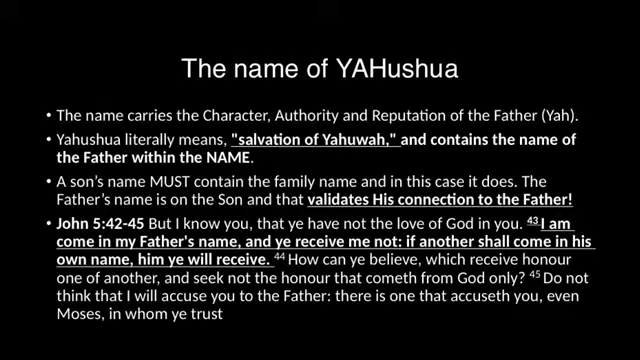 The name of YAHushua
• The name carries the Character, Authority and Reputation of the Father (Yah).
• Yahushua literally means, "salvation of Yahuwah," and contains the name of
the Father within the NAME.
• A son's name MUST contain the family name and in this case it does. The
Father's name is on the Son and that validates His connection to the Father!
• John 5:42-45 But I know you, that ye have not the love of God in you. 43 I am
come in my Father's name, and ye receive me not: if another shall come in his
own name, him ye will receive. 44 How can ye believe, which receive honour
one of another, and seek not the honour that cometh from God only? 45 Do not
think that I will accuse you to the Father: there is one that accuseth you, even
Moses, in whom ye trust